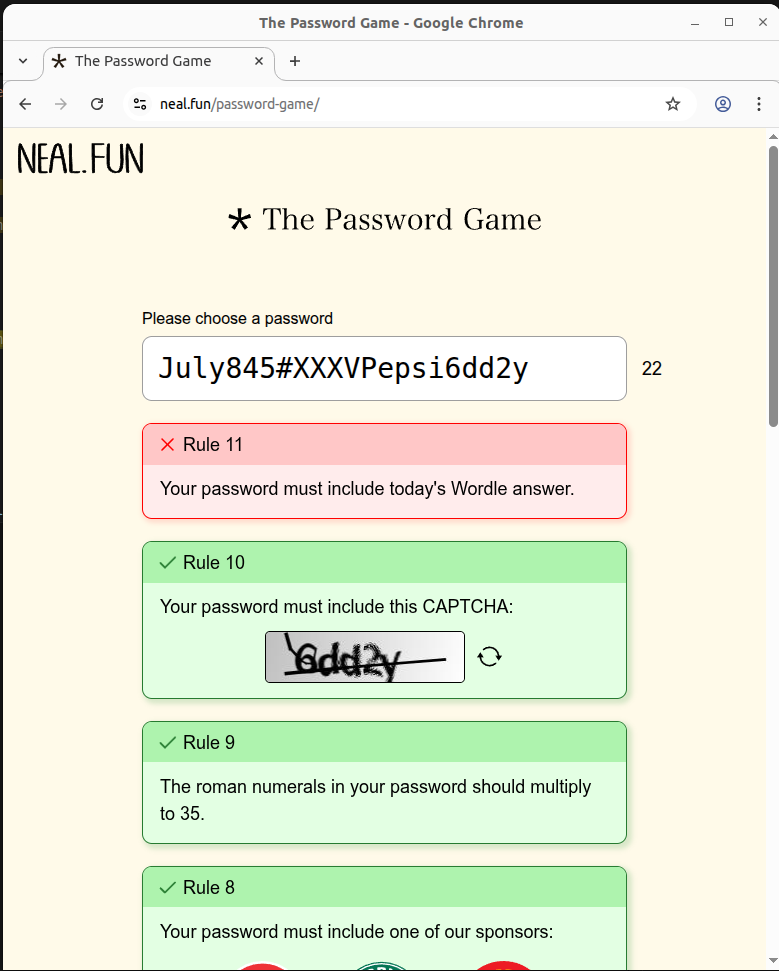 The Password Game - Google Chrome
The Password Game
neal.fun/password-game/
NEAL.FUN
* The Password Game
Please choose a password
July845#XXXVPepsi6dd2y 22
Rule 11
Your password must include today's Wordle answer.
Rule 10
Your password must include this CAPTCHA:
6dd2y
Rule 9
The roman numerals in your password should multiply
to 35.
Rule 8
Your password must include one of our sponsors: